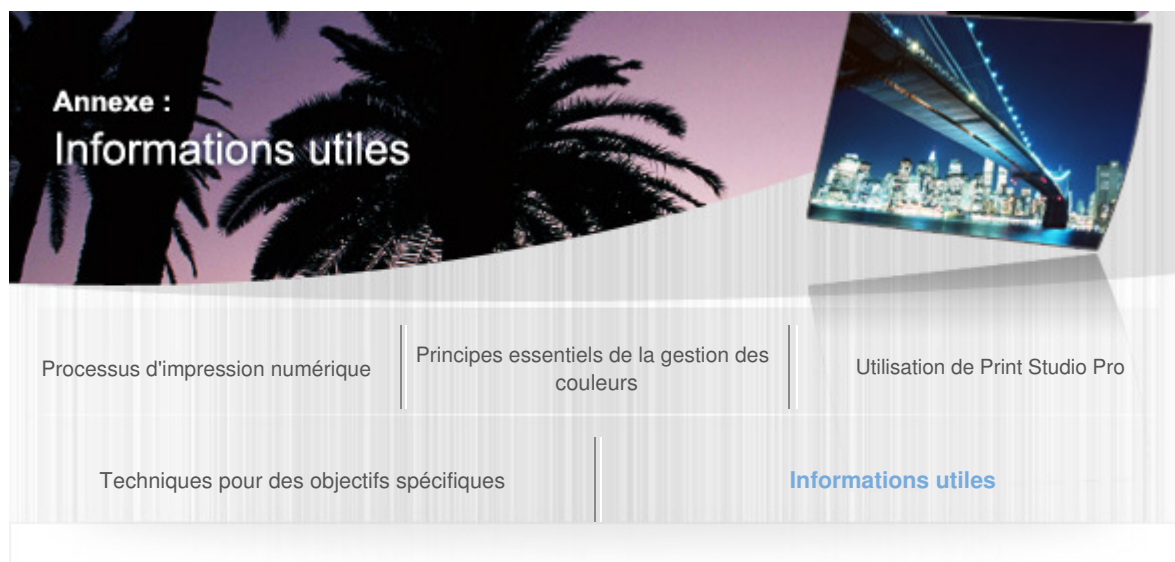 Annexe :
Informations utiles
Processus d'impression numérique
Principes essentiels de la gestion des
couleurs
Utilisation de Print Studio Pro
Techniques pour des objectifs spécifiques
Informations utiles